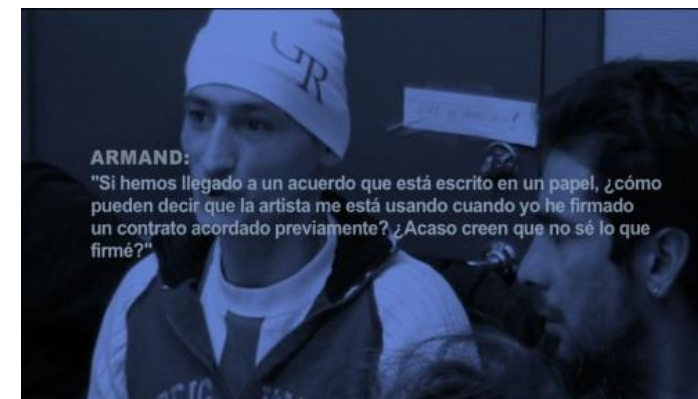 GR
ARMAND:
"Si hemos llegado a un acuerdo que está escrito en un papel, ¿cómo
pueden decir que la artista me está usando cuando yo he firmado
un contrato acordado previamente? ¿Acaso creen que no sé lo que
firmé?"